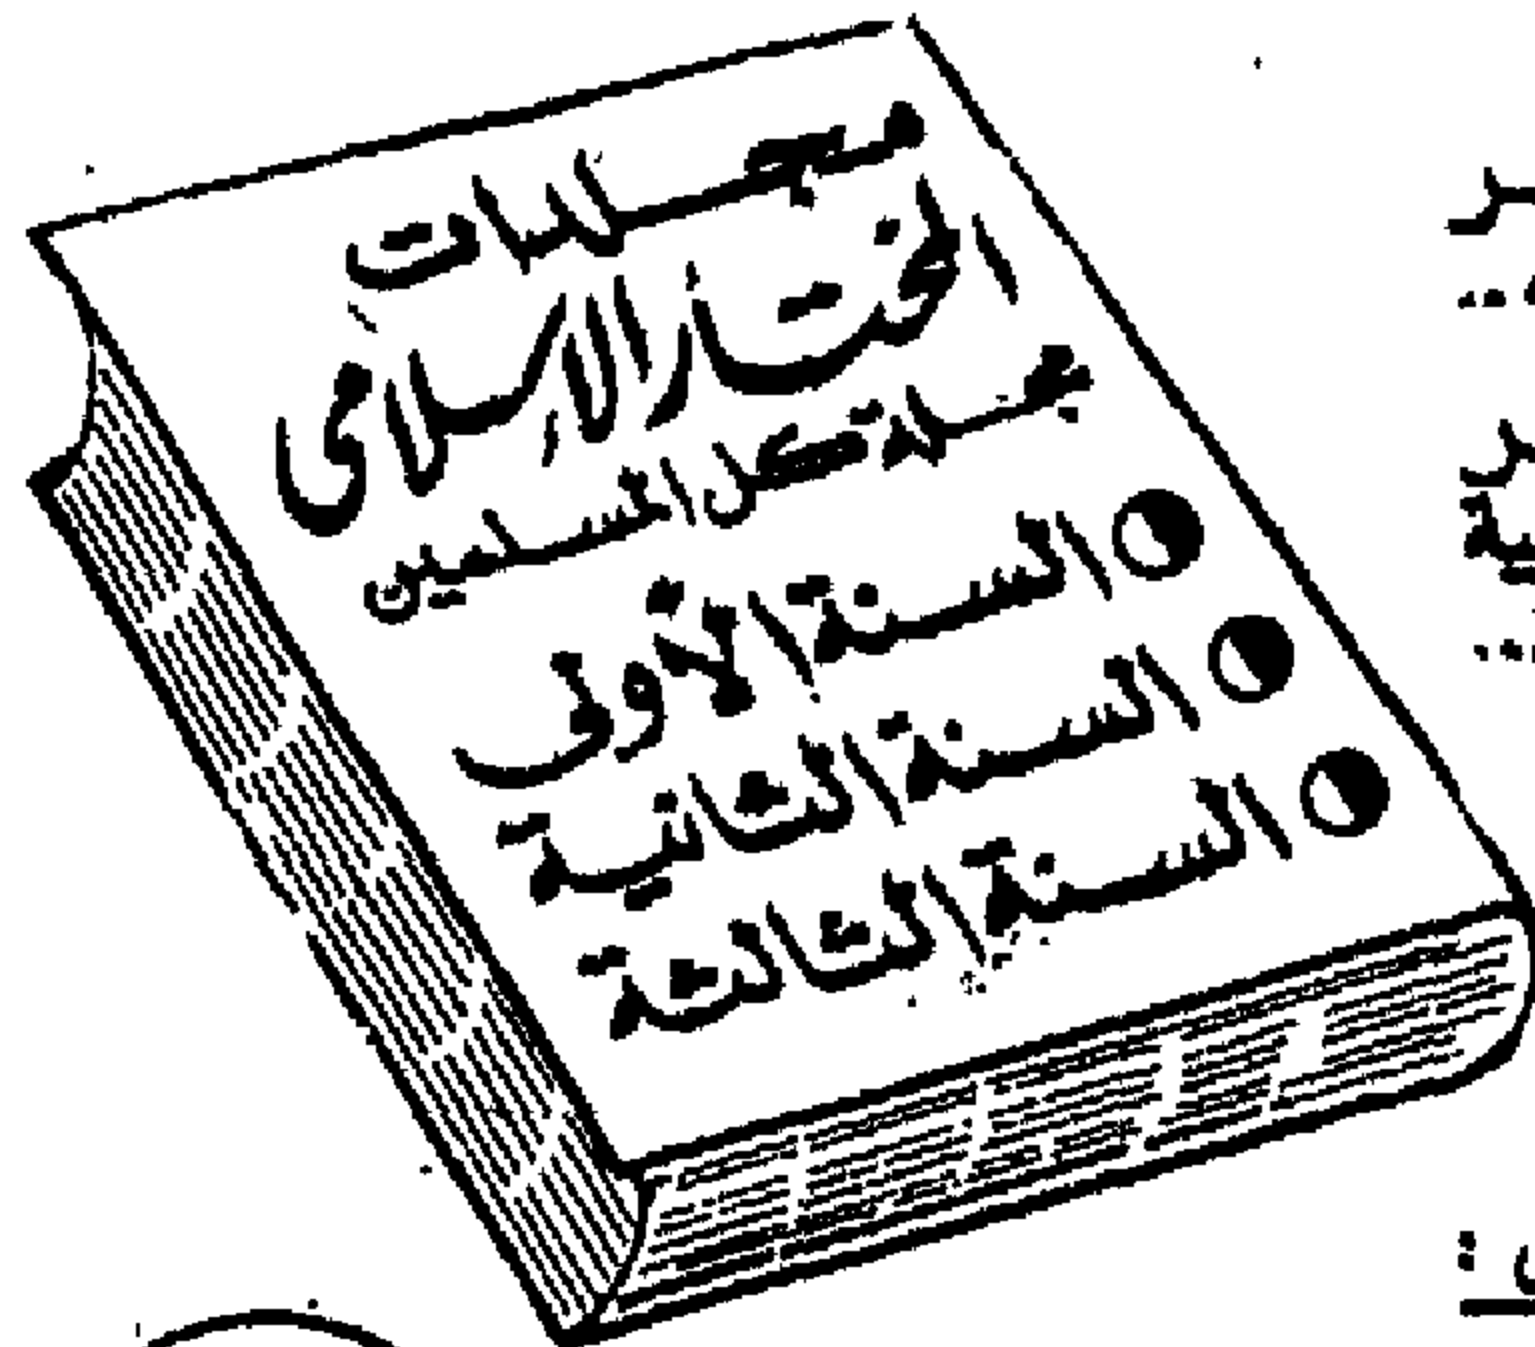 مجلدات
المختار الإسلامى
مجلة كل المسلمين
السنة الأولى
السنة الثانية
السنة الثالثة